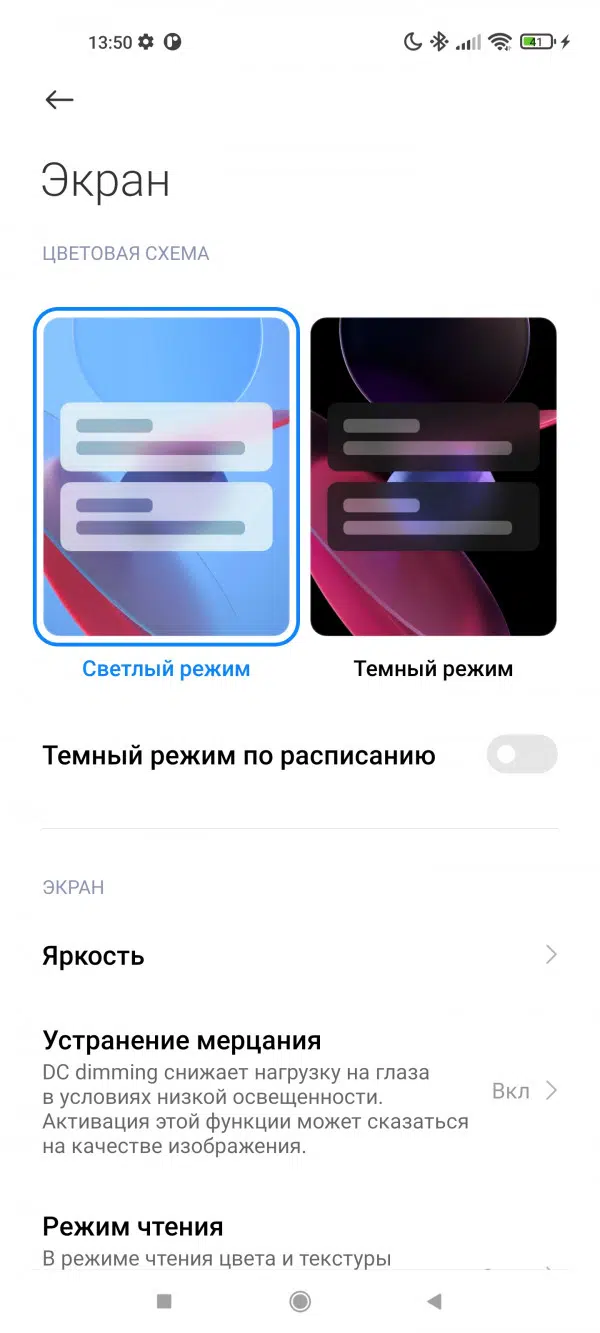 13:50
41
Экран
ЦВЕТОВАЯ СХЕМА
Светлый режим
Темный режим
Темный режим по расписанию
ЭКРАН
Яркость
Устранение мерцания
DC dimming снижает нагрузку на глаза
в условиях низкой освещенности.
Активация этой функции может сказаться
на качестве изображения.
Вкл
Режим чтения
В режиме чтения цвета и текстуры